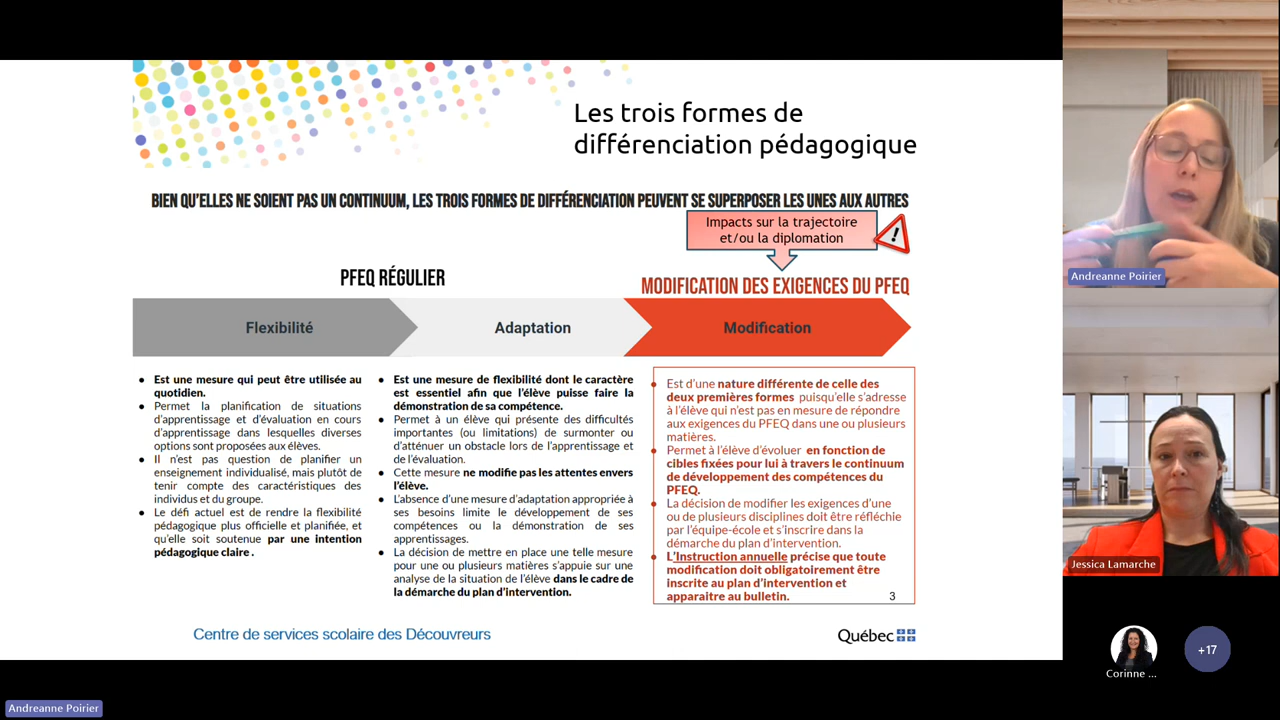 Les trois formes de
différenciation pédagogique
BIEN QU'ELLES NE SOIENT PAS UN CONTINUUM, LES TROIS FORMES DE DIFFÉRENCIATION PEUVENT SE SUPERPOSER LES UNES AUX AUTRES
Impacts sur la trajectoire
et/ou la diplomation
!
PFEQ RÉGULIER
MODIFICATION DES EXIGENCES DU PFEQ
Flexibilité
Adaptation
Modification
● Est une mesure qui peut être utilisée au
quotidien.
● Permet la planification de situations
d'apprentissage et d'évaluation en cours
d'apprentissage dans lesquelles diverses
options sont proposées aux élèves.
● Il n'est pas question de planifier un
enseignement individualisé, mais plutôt de
tenir compte des caractéristiques des
individus et du groupe.
● Le défi actuel est de rendre la flexibilité
pédagogique plus officielle et planifiée, et
qu'elle soit soutenue par une intention
pédagogique claire .
● Est une mesure de flexibilité dont le caractère
est essentiel afin que l'élève puisse faire la
démonstration de sa compétence.
● Permet à un élève qui présente des difficultés
importantes (ou limitations) de surmonter ou
d'atténuer un obstacle lors de l'apprentissage et
de l'évaluation.
● Cette mesure ne modifie pas les attentes envers
l'élève.
● L'absence d'une mesure d'adaptation appropriée à
ses besoins limite le développement de ses
compétences ou la démonstration de ses
apprentissages.
● La décision de mettre en place une telle mesure
pour une ou plusieurs matières s'appuie sur une
analyse de la situation de l'élève dans le cadre de
la démarche du plan d'intervention.
● Est d'une nature différente de celle des
deux premières formes puisqu'elle s'adresse
à l'élève qui n'est pas en mesure de répondre
aux exigences du PFEQ dans une ou plusieurs
matières.
● Permet à l'élève d'évoluer en fonction de
cibles fixées pour lui à travers le continuum
de développement des compétences du
PFEQ.
● La décision de modifier les exigences d'une
ou de plusieurs disciplines doit être réfléchie
par l'équipe-école et s'inscrire dans la
démarche du plan d'intervention.
● L'Instruction annuelle précise que toute
modification doit obligatoirement être
inscrite au plan d'intervention et
apparaitre au bulletin.
3
Centre de services scolaire des Découvreurs
Québec
Andreanne Poirier
Jessica Lamarche
Corinne ...
+17
Andreanne Poirier